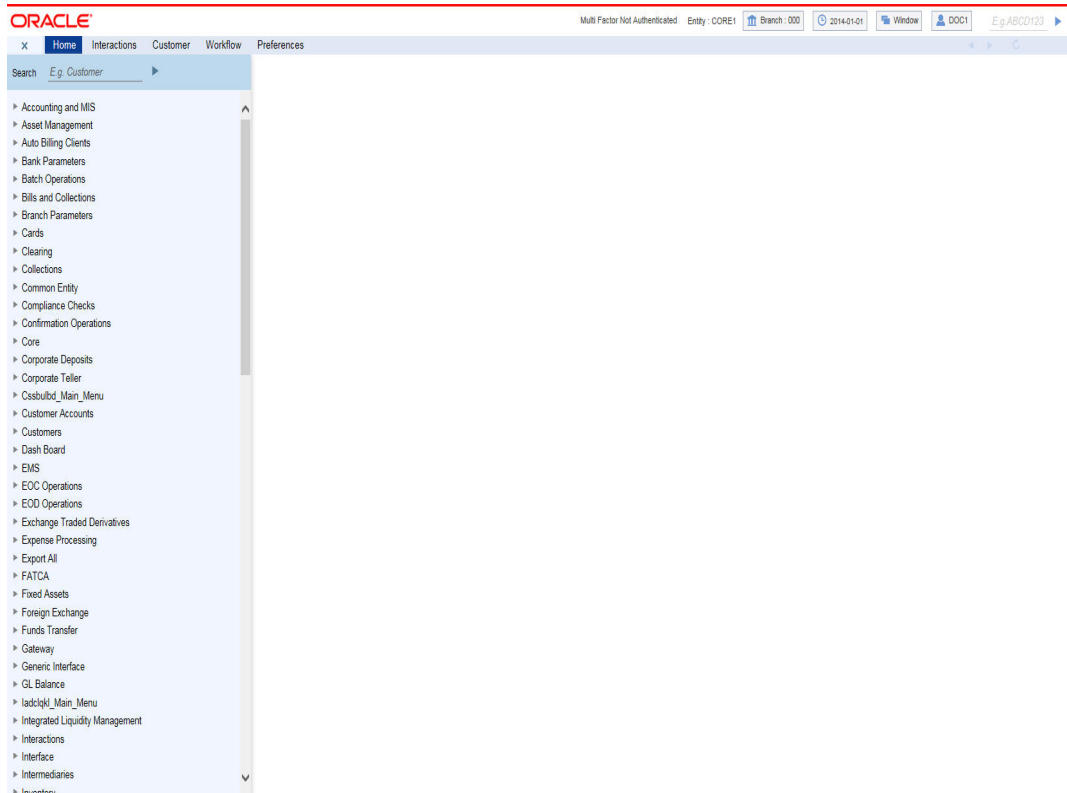 ORACLE®
Multi Factor Not Authenticated Entity : CORE1 Branch : 000 2014-01-01 Window DOC1 E.g.ABCD123
x Home Interactions Customer Workflow Preferences
Search E.g. Customer
Accounting and MIS
Asset Management
Auto Billing Clients
Bank Parameters
Batch Operations
Bills and Collections
Branch Parameters
Cards
Clearing
Collections
Common Entity
Compliance Checks
Confirmation Operations
Core
Corporate Deposits
Corporate Teller
Cssbulbd_Main_Menu
Customer Accounts
Customers
Dash Board
EMS
EOC Operations
EOD Operations
Exchange Traded Derivatives
Expense Processing
Export All
FATCA
Fixed Assets
Foreign Exchange
Funds Transfer
Gateway
Generic Interface
GL Balance
Iadclqkl_Main_Menu
Integrated Liquidity Management
Interactions
Interface
Intermediaries
Inventory